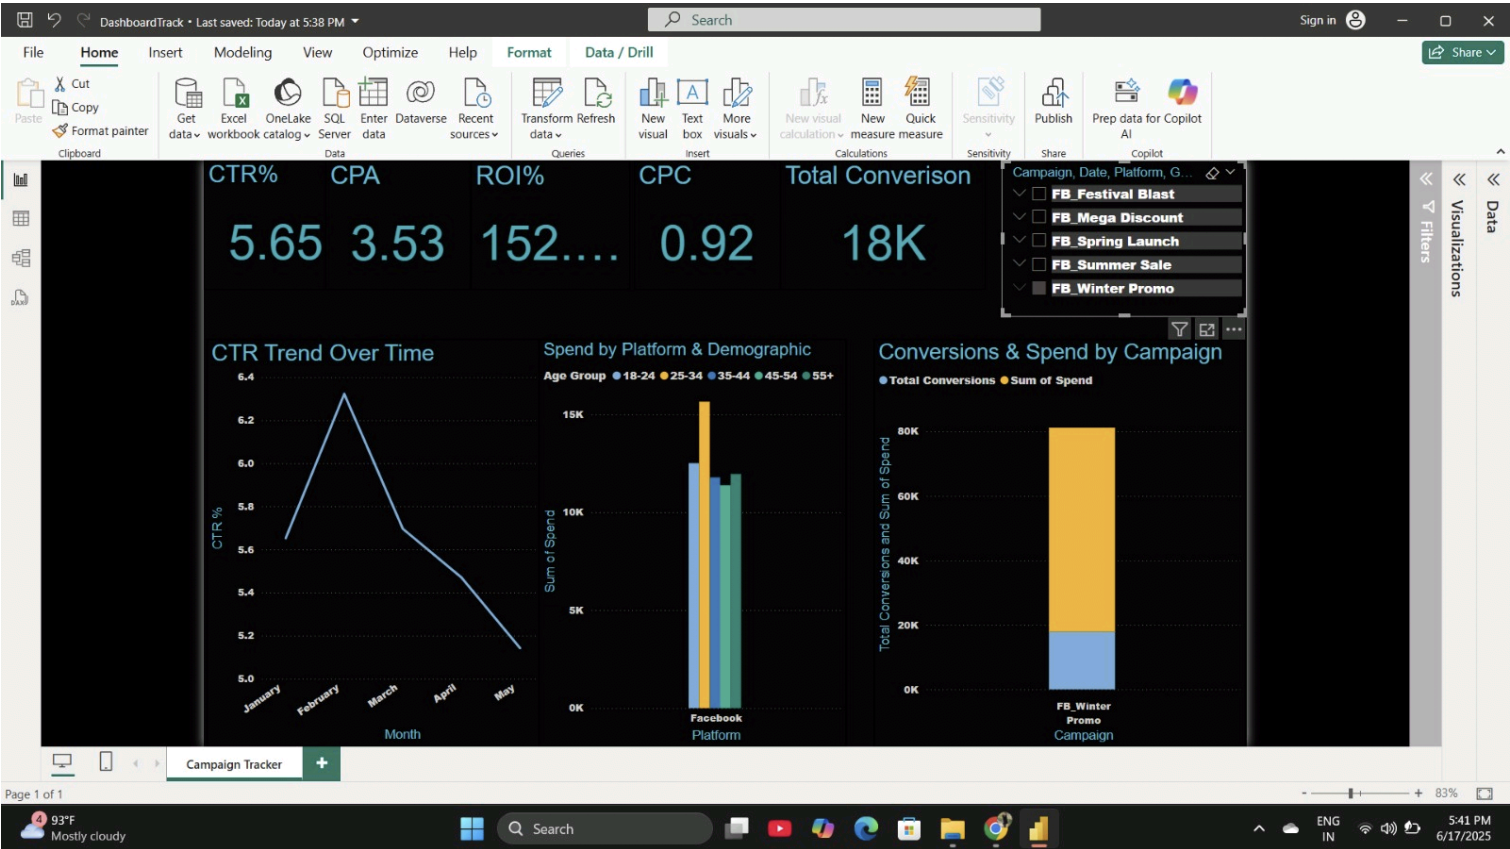 DashboardTrack • Last saved: Today at 5:38 PM
Search
Sign in
File Home Insert Modeling View Optimize Help Format Data / Drill
Share
Paste
Cut
Copy
Format painter
Clipboard
Get data
Excel workbook
OneLake catalog
SQL Server
Enter data
Dataverse
Recent sources
Data
Transform data
Refresh
Queries
New visual
Text box
More visuals
Insert
New visual calculation
New measure
Quick measure
Calculations
Sensitivity
Sensitivity
Publish
Share
Prep data for AI
Copilot
Copilot
CTR%
5.65
CPA
3.53
ROI%
152....
CPC
0.92
Total Converison
18K
Campaign, Date, Platform, G...
FB_Festival Blast
FB_Mega Discount
FB_Spring Launch
FB_Summer Sale
FB_Winter Promo
Filters
Visualizations
Data
CTR Trend Over Time
6.4
6.2
6.0
5.8
5.6
5.4
5.2
5.0
CTR %
January
February
March
April
May
Month
Spend by Platform & Demographic
Age Group 18-24 25-34 35-44 45-54 55+
15K
10K
5K
0K
Sum of Spend
Facebook
Platform
Conversions & Spend by Campaign
Total Conversions Sum of Spend
80K
60K
40K
20K
0K
Total Conversions and Sum of Spend
FB_Winter
Promo
Campaign
Campaign Tracker
+
Page 1 of 1
- + 83%
4
93°F
Mostly cloudy
Search
ENG
IN
5:41 PM
6/17/2025